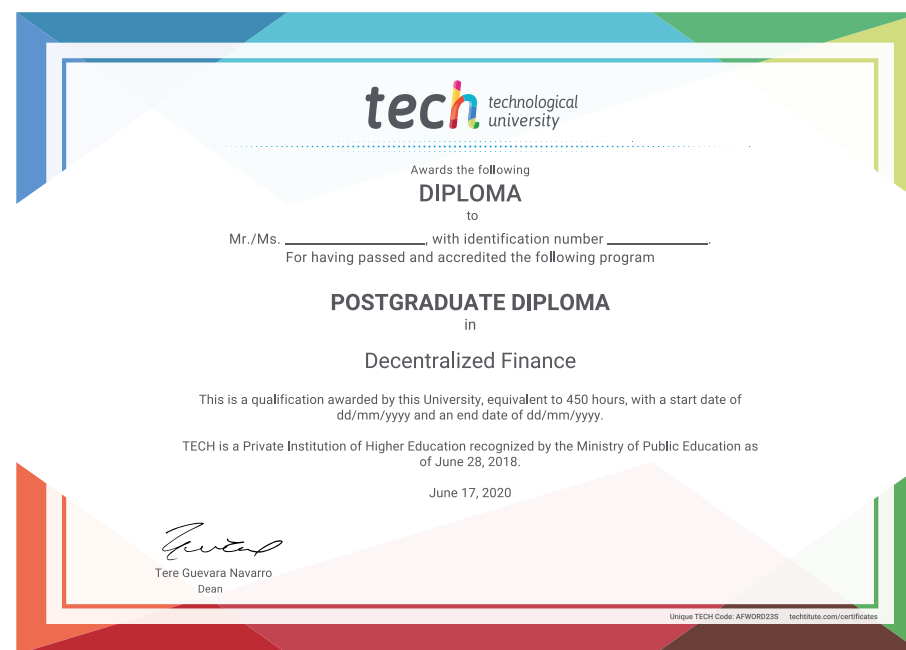 tech technological
university
Awards the following
DIPLOMA
to
Mr./Ms. ____________________, with identification number ______________.
For having passed and accredited the following program
POSTGRADUATE DIPLOMA
in
Decentralized Finance
This is a qualification awarded by this University, equivalent to 450 hours, with a start date of
dd/mm/yyyy and an end date of dd/mm/yyyy.
TECH is a Private Institution of Higher Education recognized by the Ministry of Public Education as
of June 28, 2018.
June 17, 2020
Tere Guevara Navarro
Dean
Unique TECH Code: AFWORD23S techtitute.com/certificates